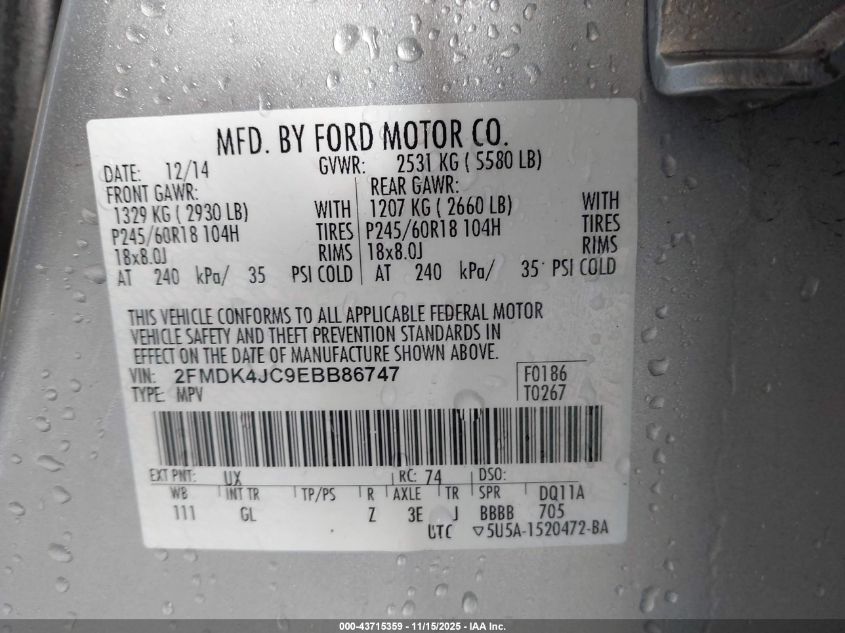 MFD. BY FORD MOTOR CO.
DATE: 12/14 GVWR: 2531 KG ( 5580 LB)
FRONT GAWR: REAR GAWR:
1329 KG ( 2930 LB) WITH 1207 KG ( 2660 LB) WITH
P245/60R18 104H TIRES P245/60R18 104H TIRES
18x8.0J RIMS 18x8.0J RIMS
AT 240 kPa/ 35 PSI COLD AT 240 kPa/ 35 PSI COLD
THIS VEHICLE CONFORMS TO ALL APPLICABLE FEDERAL MOTOR
VEHICLE SAFETY AND THEFT PREVENTION STANDARDS IN
EFFECT ON THE DATE OF MANUFACTURE SHOWN ABOVE.
VIN: 2FMDK4JC9EBB86747 F0186
TYPE: MPV T0267
EXT PNT: UX RC: 74 DSO:
WB INT TR TP/PS R AXLE TR SPR DQ11A
111 GL Z 3E J BBBB 705
UTC ▽5U5A-1520472-BA
000-43715359 - 11/15/2025 - IAA Inc.